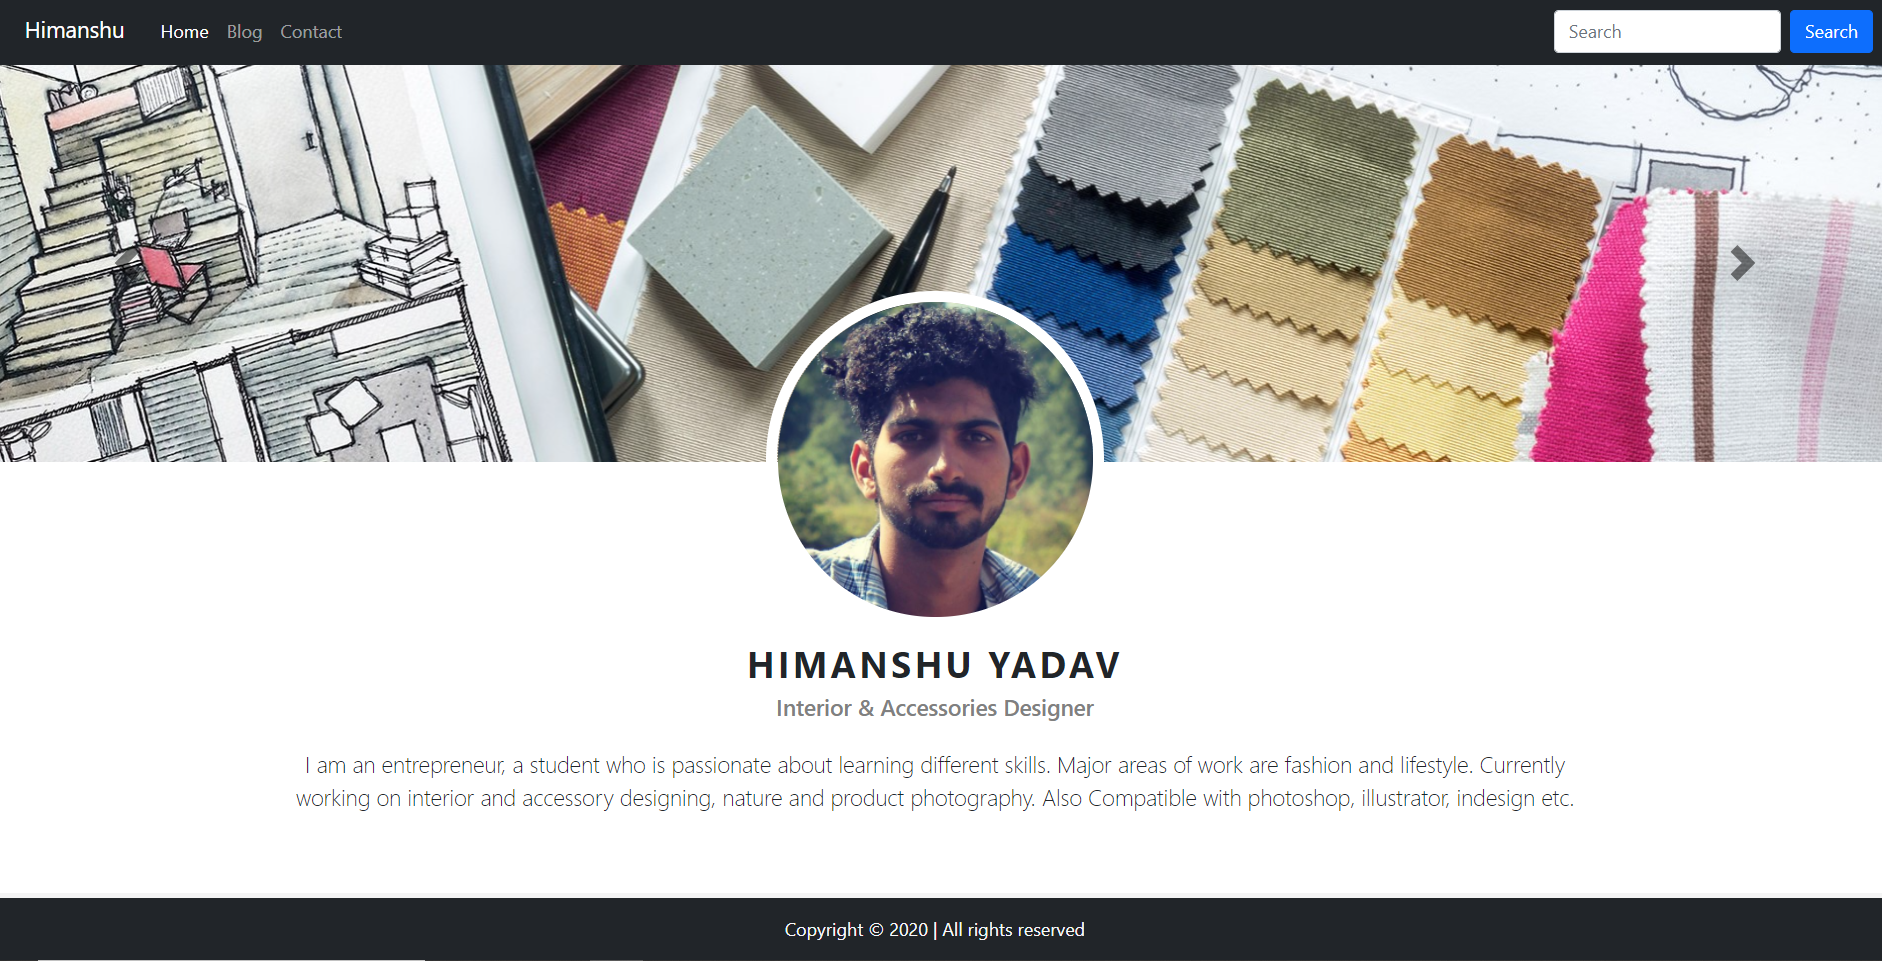 Himanshu Home Blog Contact Search Search
HIMANSHU YADAV
Interior & Accessories Designer
I am an entrepreneur, a student who is passionate about learning different skills. Major areas of work are fashion and lifestyle. Currently
working on interior and accessory designing, nature and product photography. Also Compatible with photoshop, illustrator, indesign etc.
Copyright © 2020 | All rights reserved